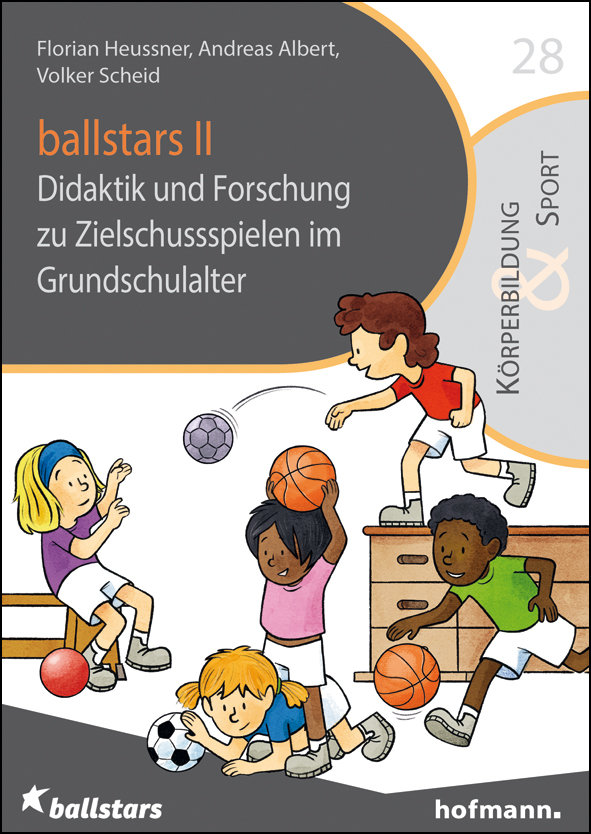 Florian Heussner, Andreas Albert,
Volker Scheid
28
ballstars II
Didaktik und Forschung
zu Zielschussspielen im
Grundschulalter
KÖRPERBILDUNG
& SPORT
ballstars
hofmann.